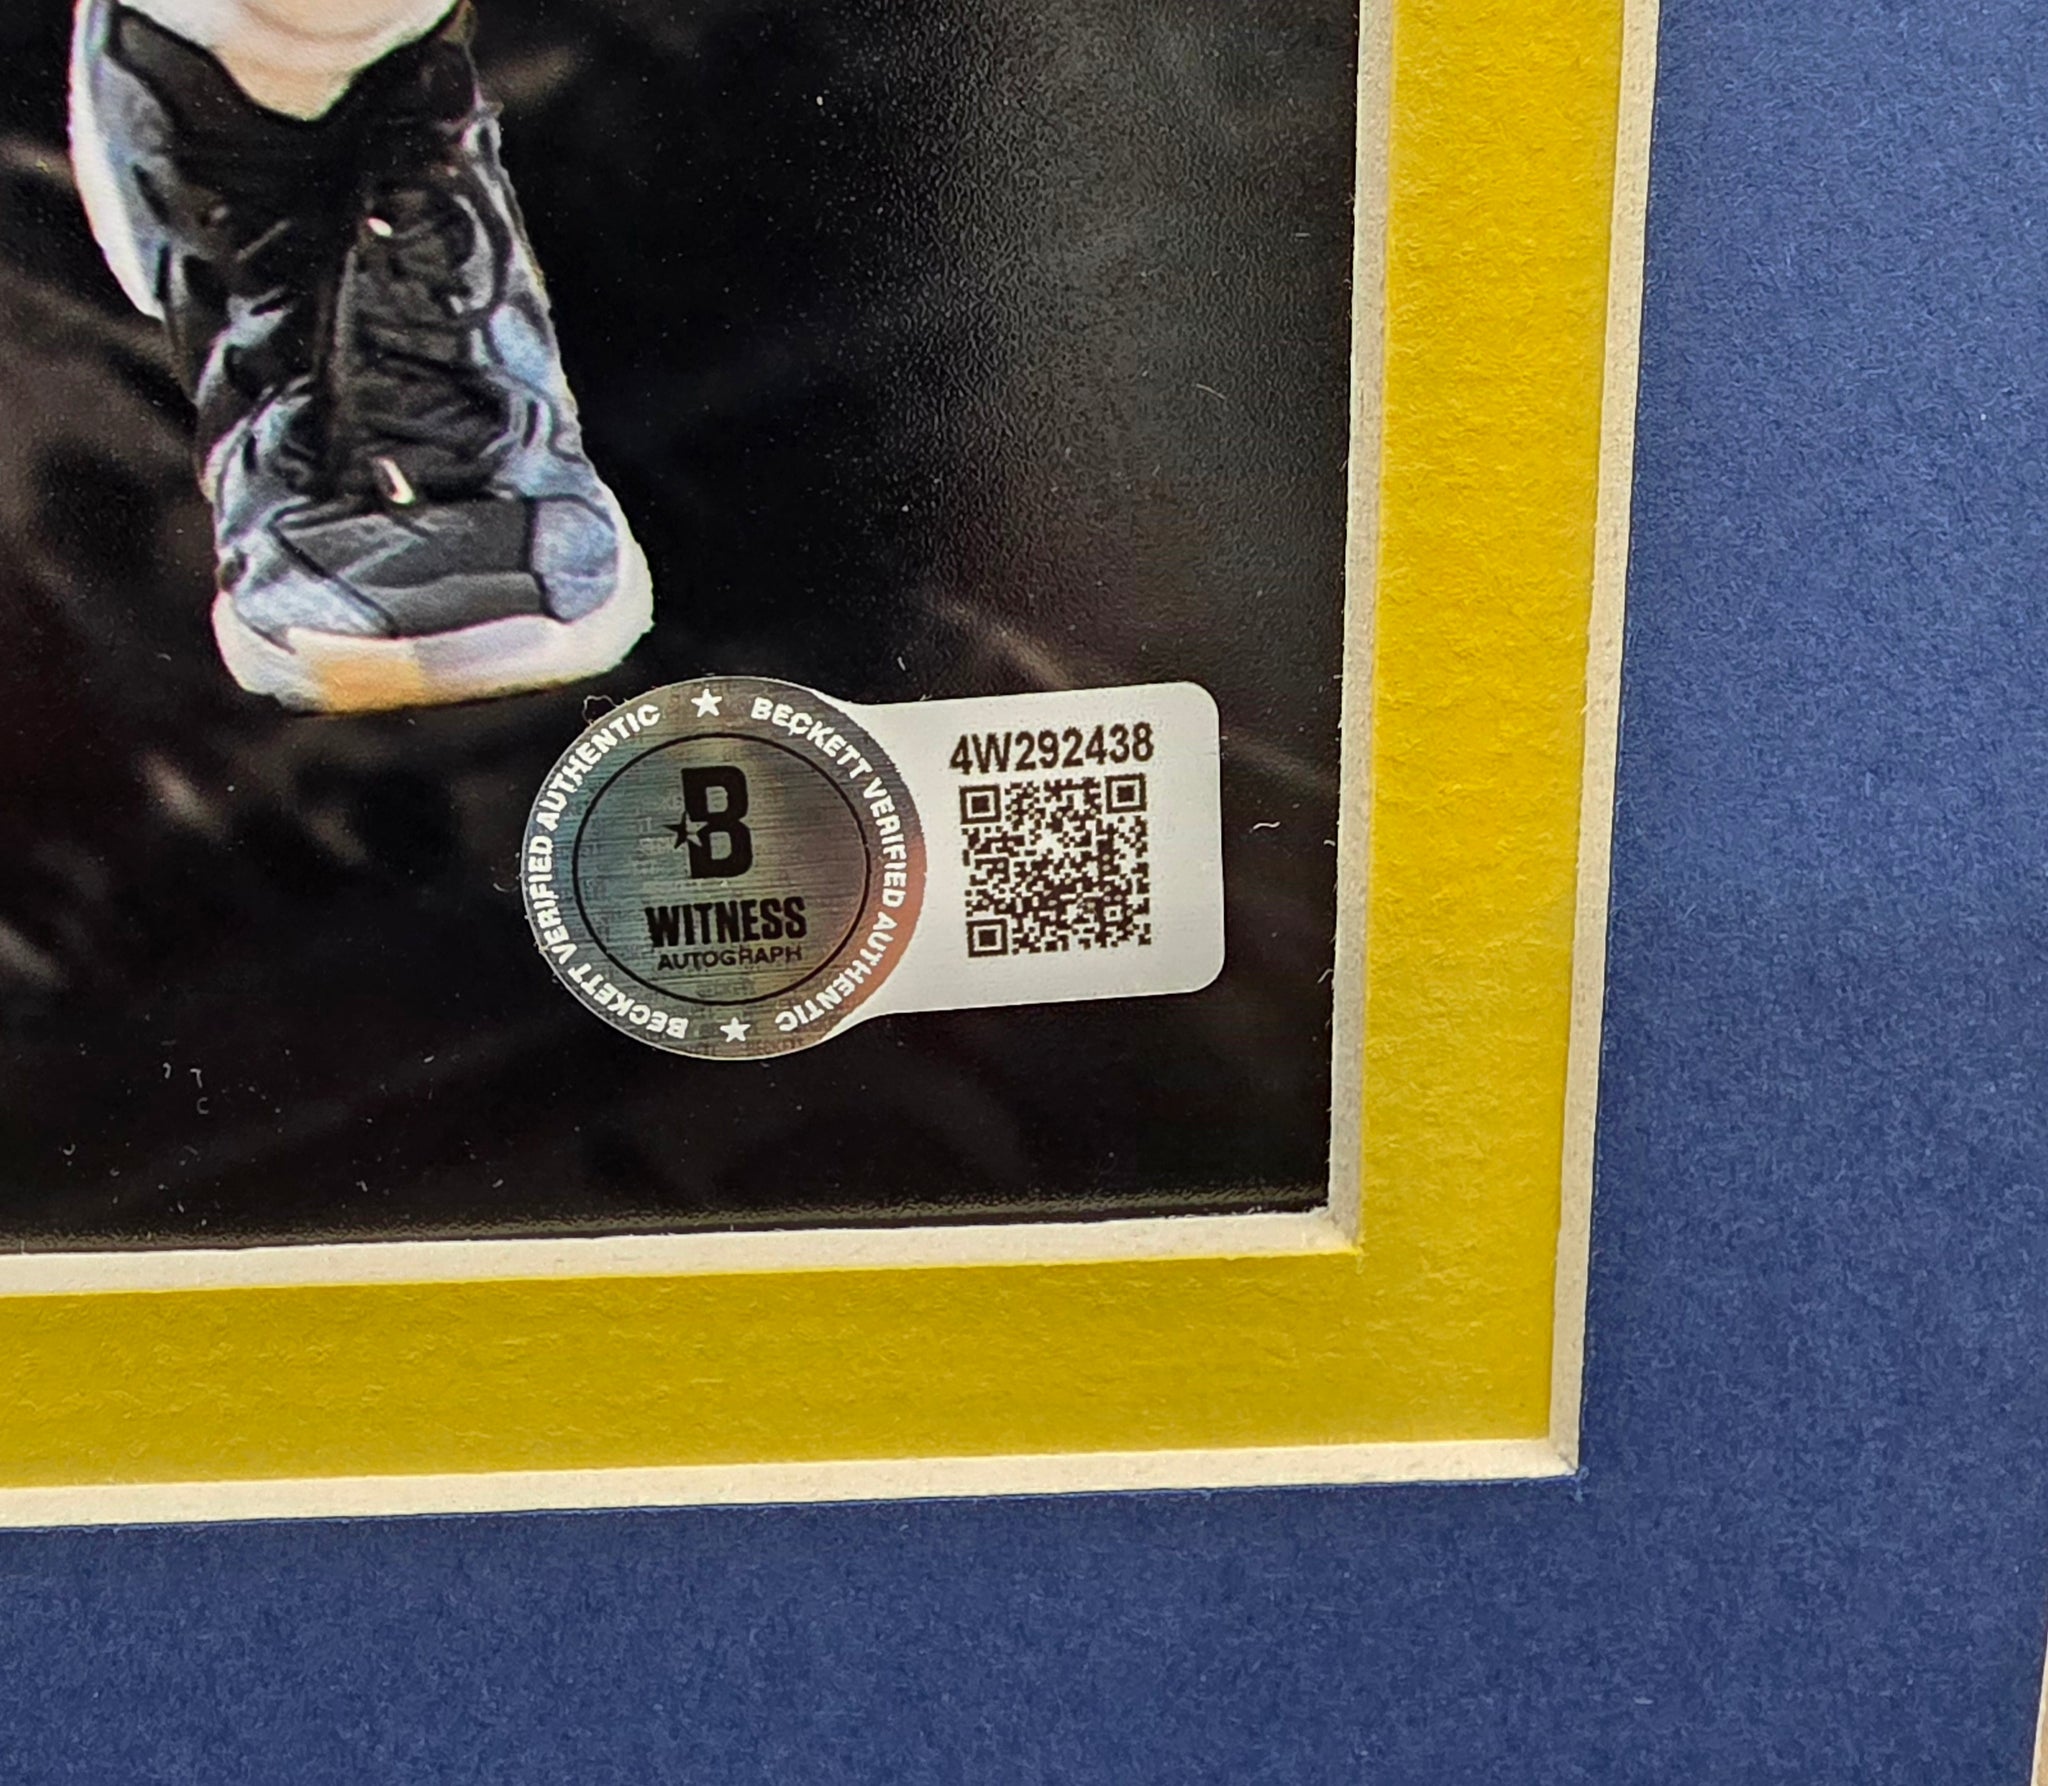 BECKETT VERIFIED AUTHENTIC ★ BECKETT VERIFIED AUTHENTIC ★
B
WITNESS
AUTOGRAPH
4W292438